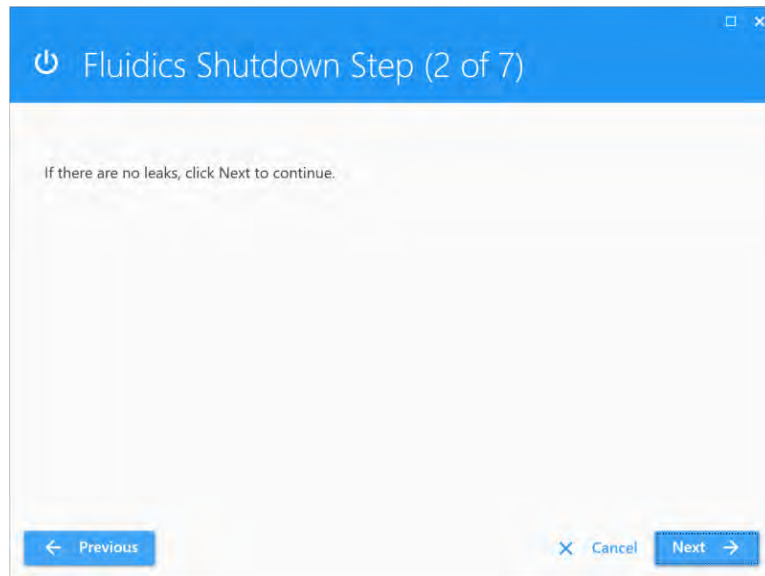 Fluidics Shutdown Step (2 of 7)
If there are no leaks, click Next to continue.
Previous
Cancel
Next